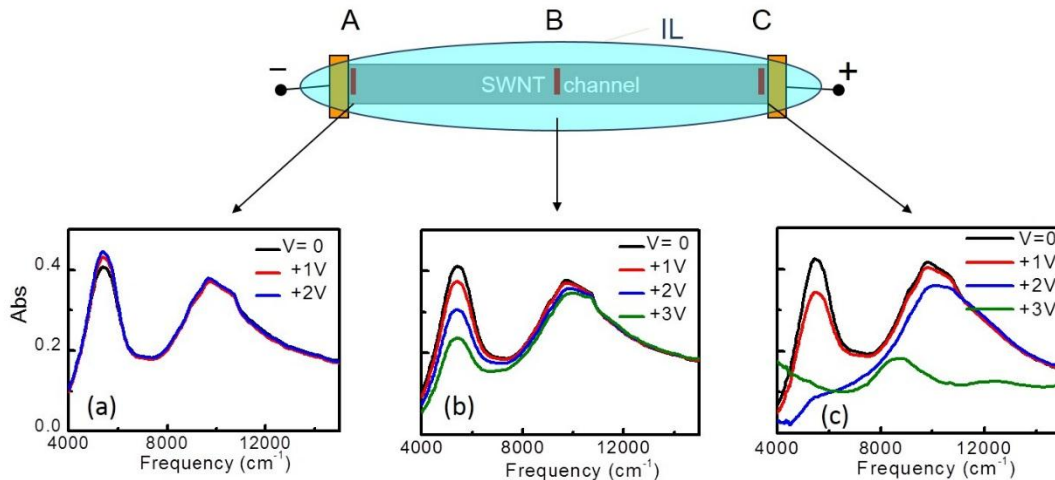 A B C
IL
− +
SWNT channel
V= 0
+1V
+2V
0.4
0.2
0.0
Abs
(a)
4000 8000 12000
Frequency (cm⁻¹)
V= 0
+1V
+2V
+3V
(b)
4000 8000 12000
Frequency (cm⁻¹)
V= 0
+1V
+2V
+3V
(c)
4000 8000 12000
Frequency (cm⁻¹)